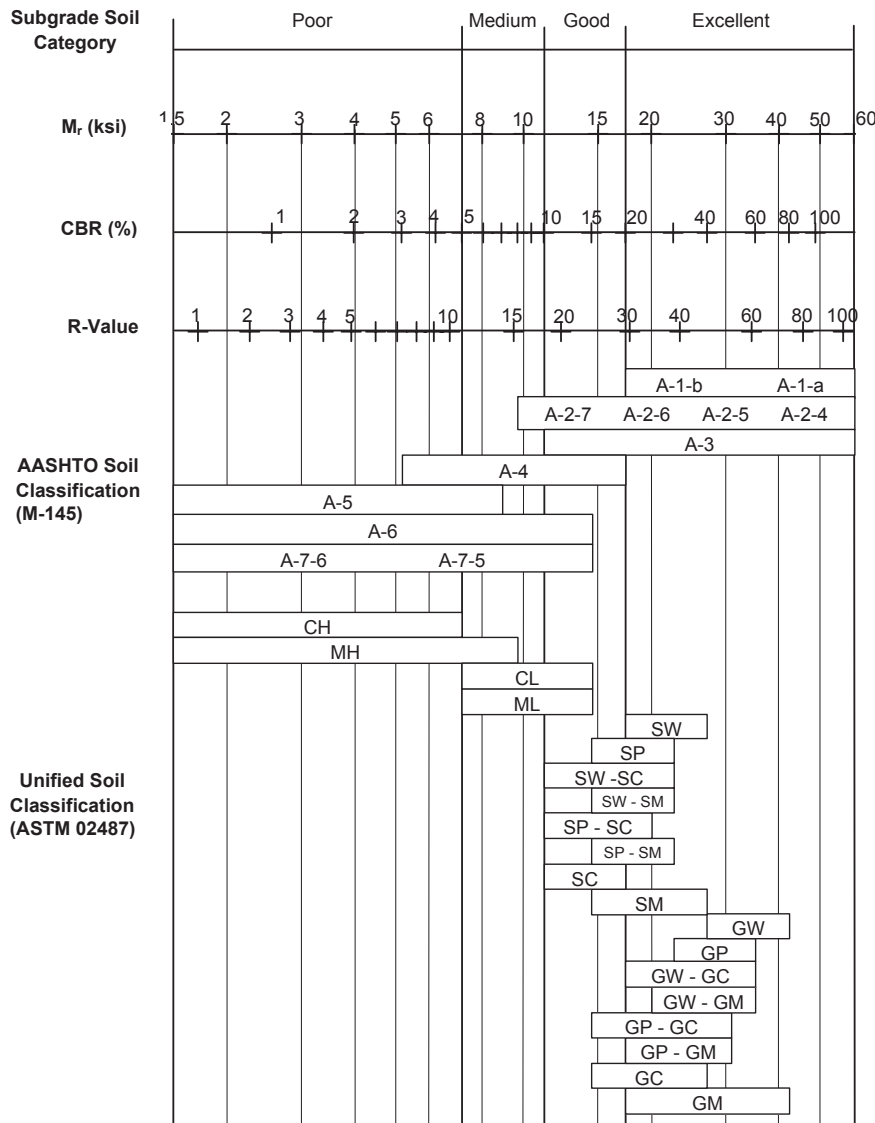 Subgrade Soil
Category
Poor Medium Good Excellent
Mr (ksi)
1.5 2 3 4 5 6 8 10 15 20 30 40 50 60
CBR (%)
1 2 3 4 5 10 15 20 40 60 80 100
R-Value
1 2 3 4 5 10 15 20 30 40 60 80 100
A-1-b A-1-a
A-2-7 A-2-6 A-2-5 A-2-4
A-3
AASHTO Soil
Classification
(M-145)
A-4
A-5
A-6
A-7-6 A-7-5
CH
MH
CL
ML
SW
SP
Unified Soil
Classification
(ASTM 02487)
SW -SC
SW - SM
SP - SC
SP - SM
SC
SM
GW
GP
GW - GC
GW - GM
GP - GC
GP - GM
GC
GM